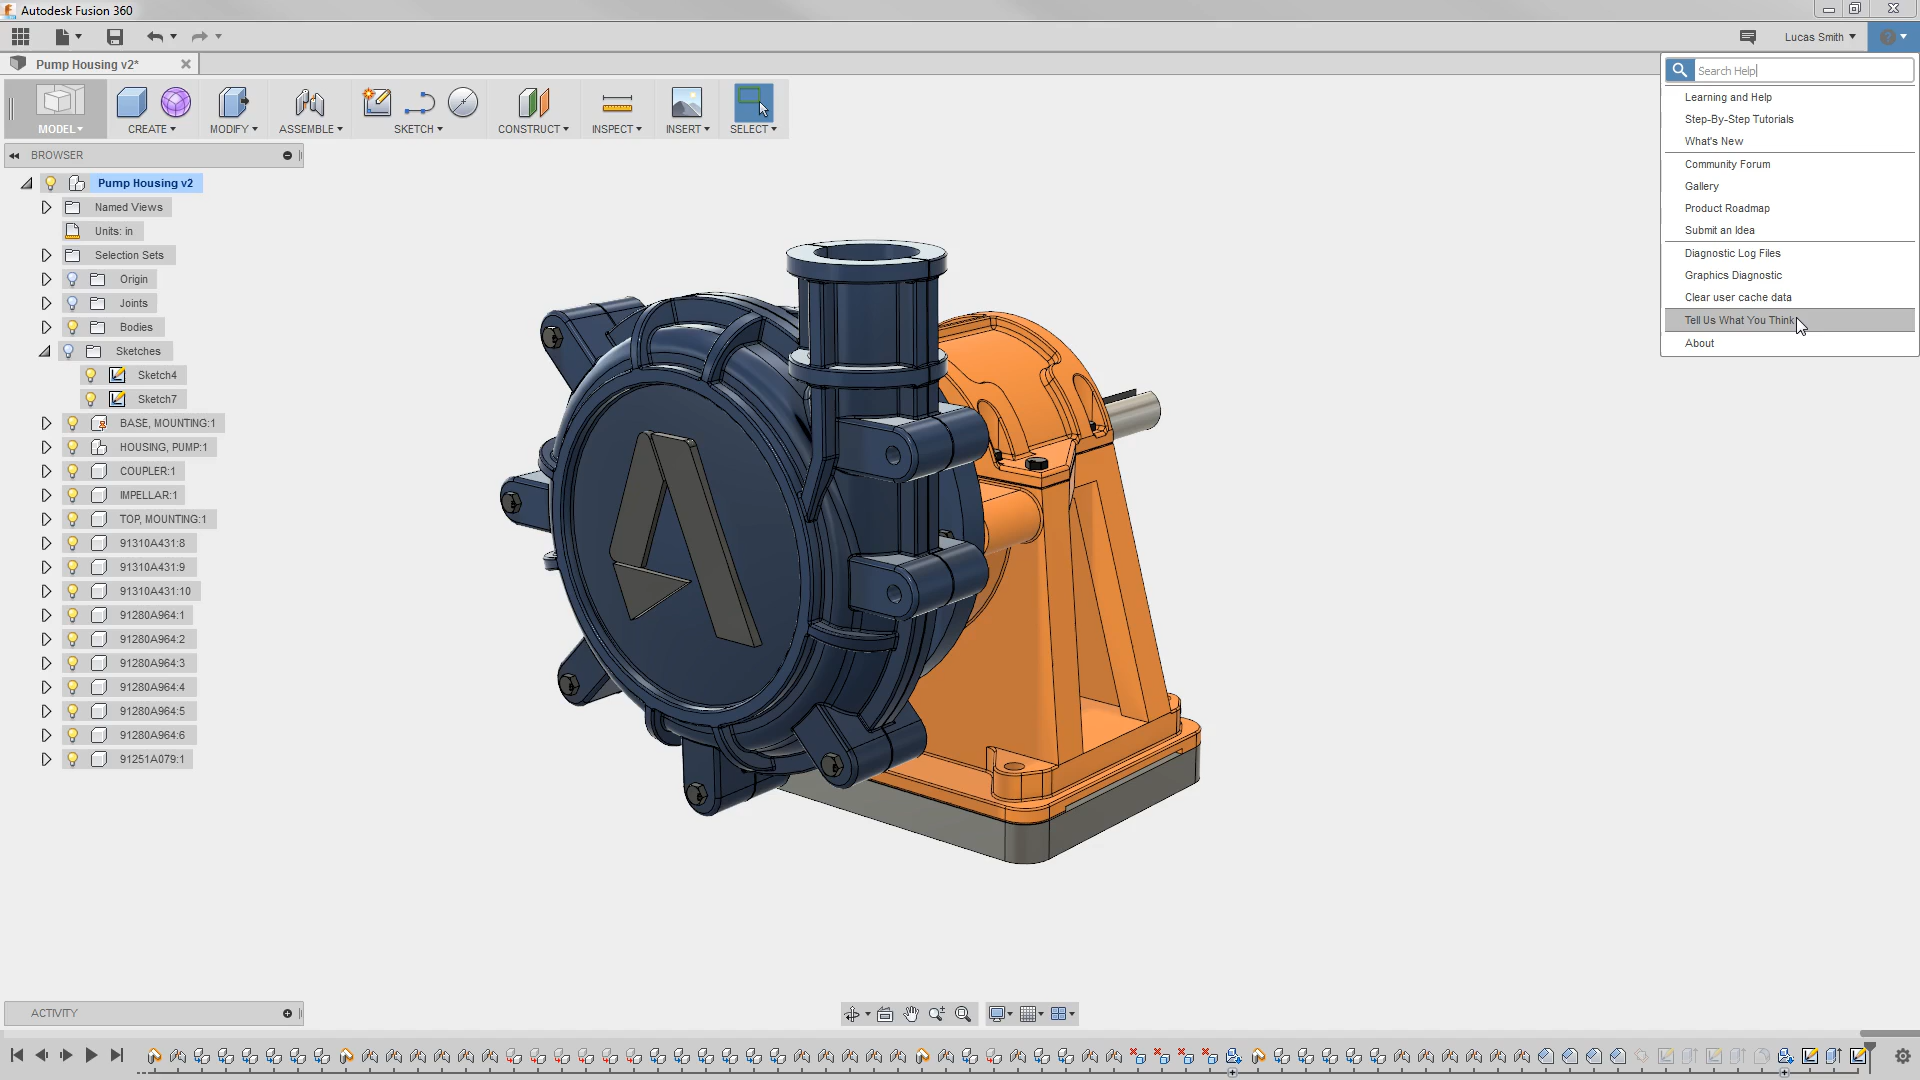 Autodesk Fusion 360
Lucas Smith
Pump Housing v2*
MODEL
CREATE
MODIFY
ASSEMBLE
SKETCH
CONSTRUCT
INSPECT
INSERT
SELECT
Search Help
Learning and Help
Step-By-Step Tutorials
What's New
Community Forum
Gallery
Product Roadmap
Submit an Idea
Diagnostic Log Files
Graphics Diagnostic
Clear user cache data
Tell Us What You Think
About
BROWSER
Pump Housing v2
Named Views
Units: in
Selection Sets
Origin
Joints
Bodies
Sketches
Sketch4
Sketch7
BASE, MOUNTING:1
HOUSING, PUMP:1
COUPLER:1
IMPELLAR:1
TOP, MOUNTING:1
91310A431:8
91310A431:9
91310A431:10
91280A964:1
91280A964:2
91280A964:3
91280A964:4
91280A964:5
91280A964:6
91251A079:1
ACTIVITY